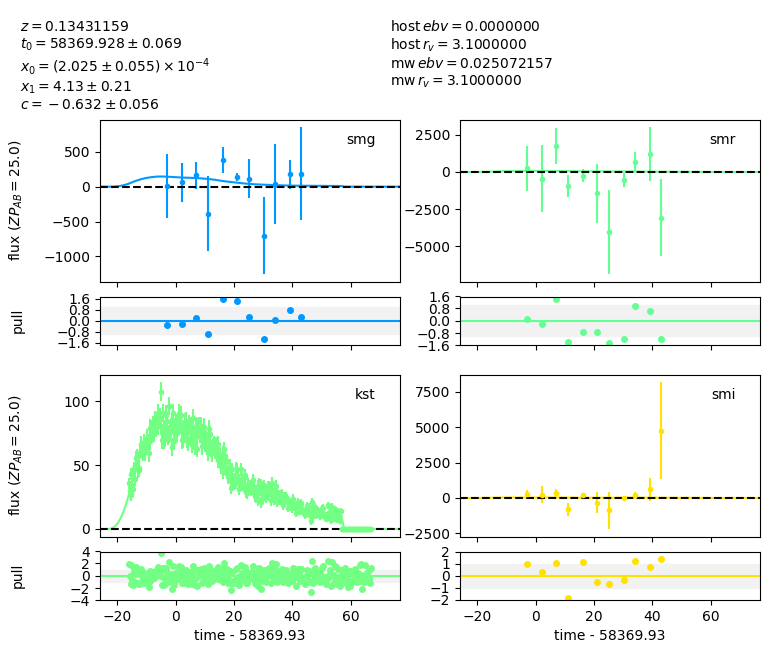 z = 0.13431159
t₀ = 58369.928 ± 0.069
x₀ = (2.025 ± 0.055) × 10⁻⁴
x₁ = 4.13 ± 0.21
c = −0.632 ± 0.056
host ebv = 0.0000000
host r_v = 3.1000000
mw ebv = 0.025072157
mw r_v = 3.1000000
smg
flux (ZP_AB = 25.0)
500
0
−500
−1000
smr
2500
0
−2500
−5000
pull
1.6
0.8
0.0
−0.8
−1.6
1.6
0.8
0.0
−0.8
−1.6
kst
flux (ZP_AB = 25.0)
100
50
0
smi
7500
5000
2500
0
−2500
pull
4
2
0
−2
−4
2
1
0
−1
−2
−20 0 20 40 60
time - 58369.93
−20 0 20 40 60
time - 58369.93